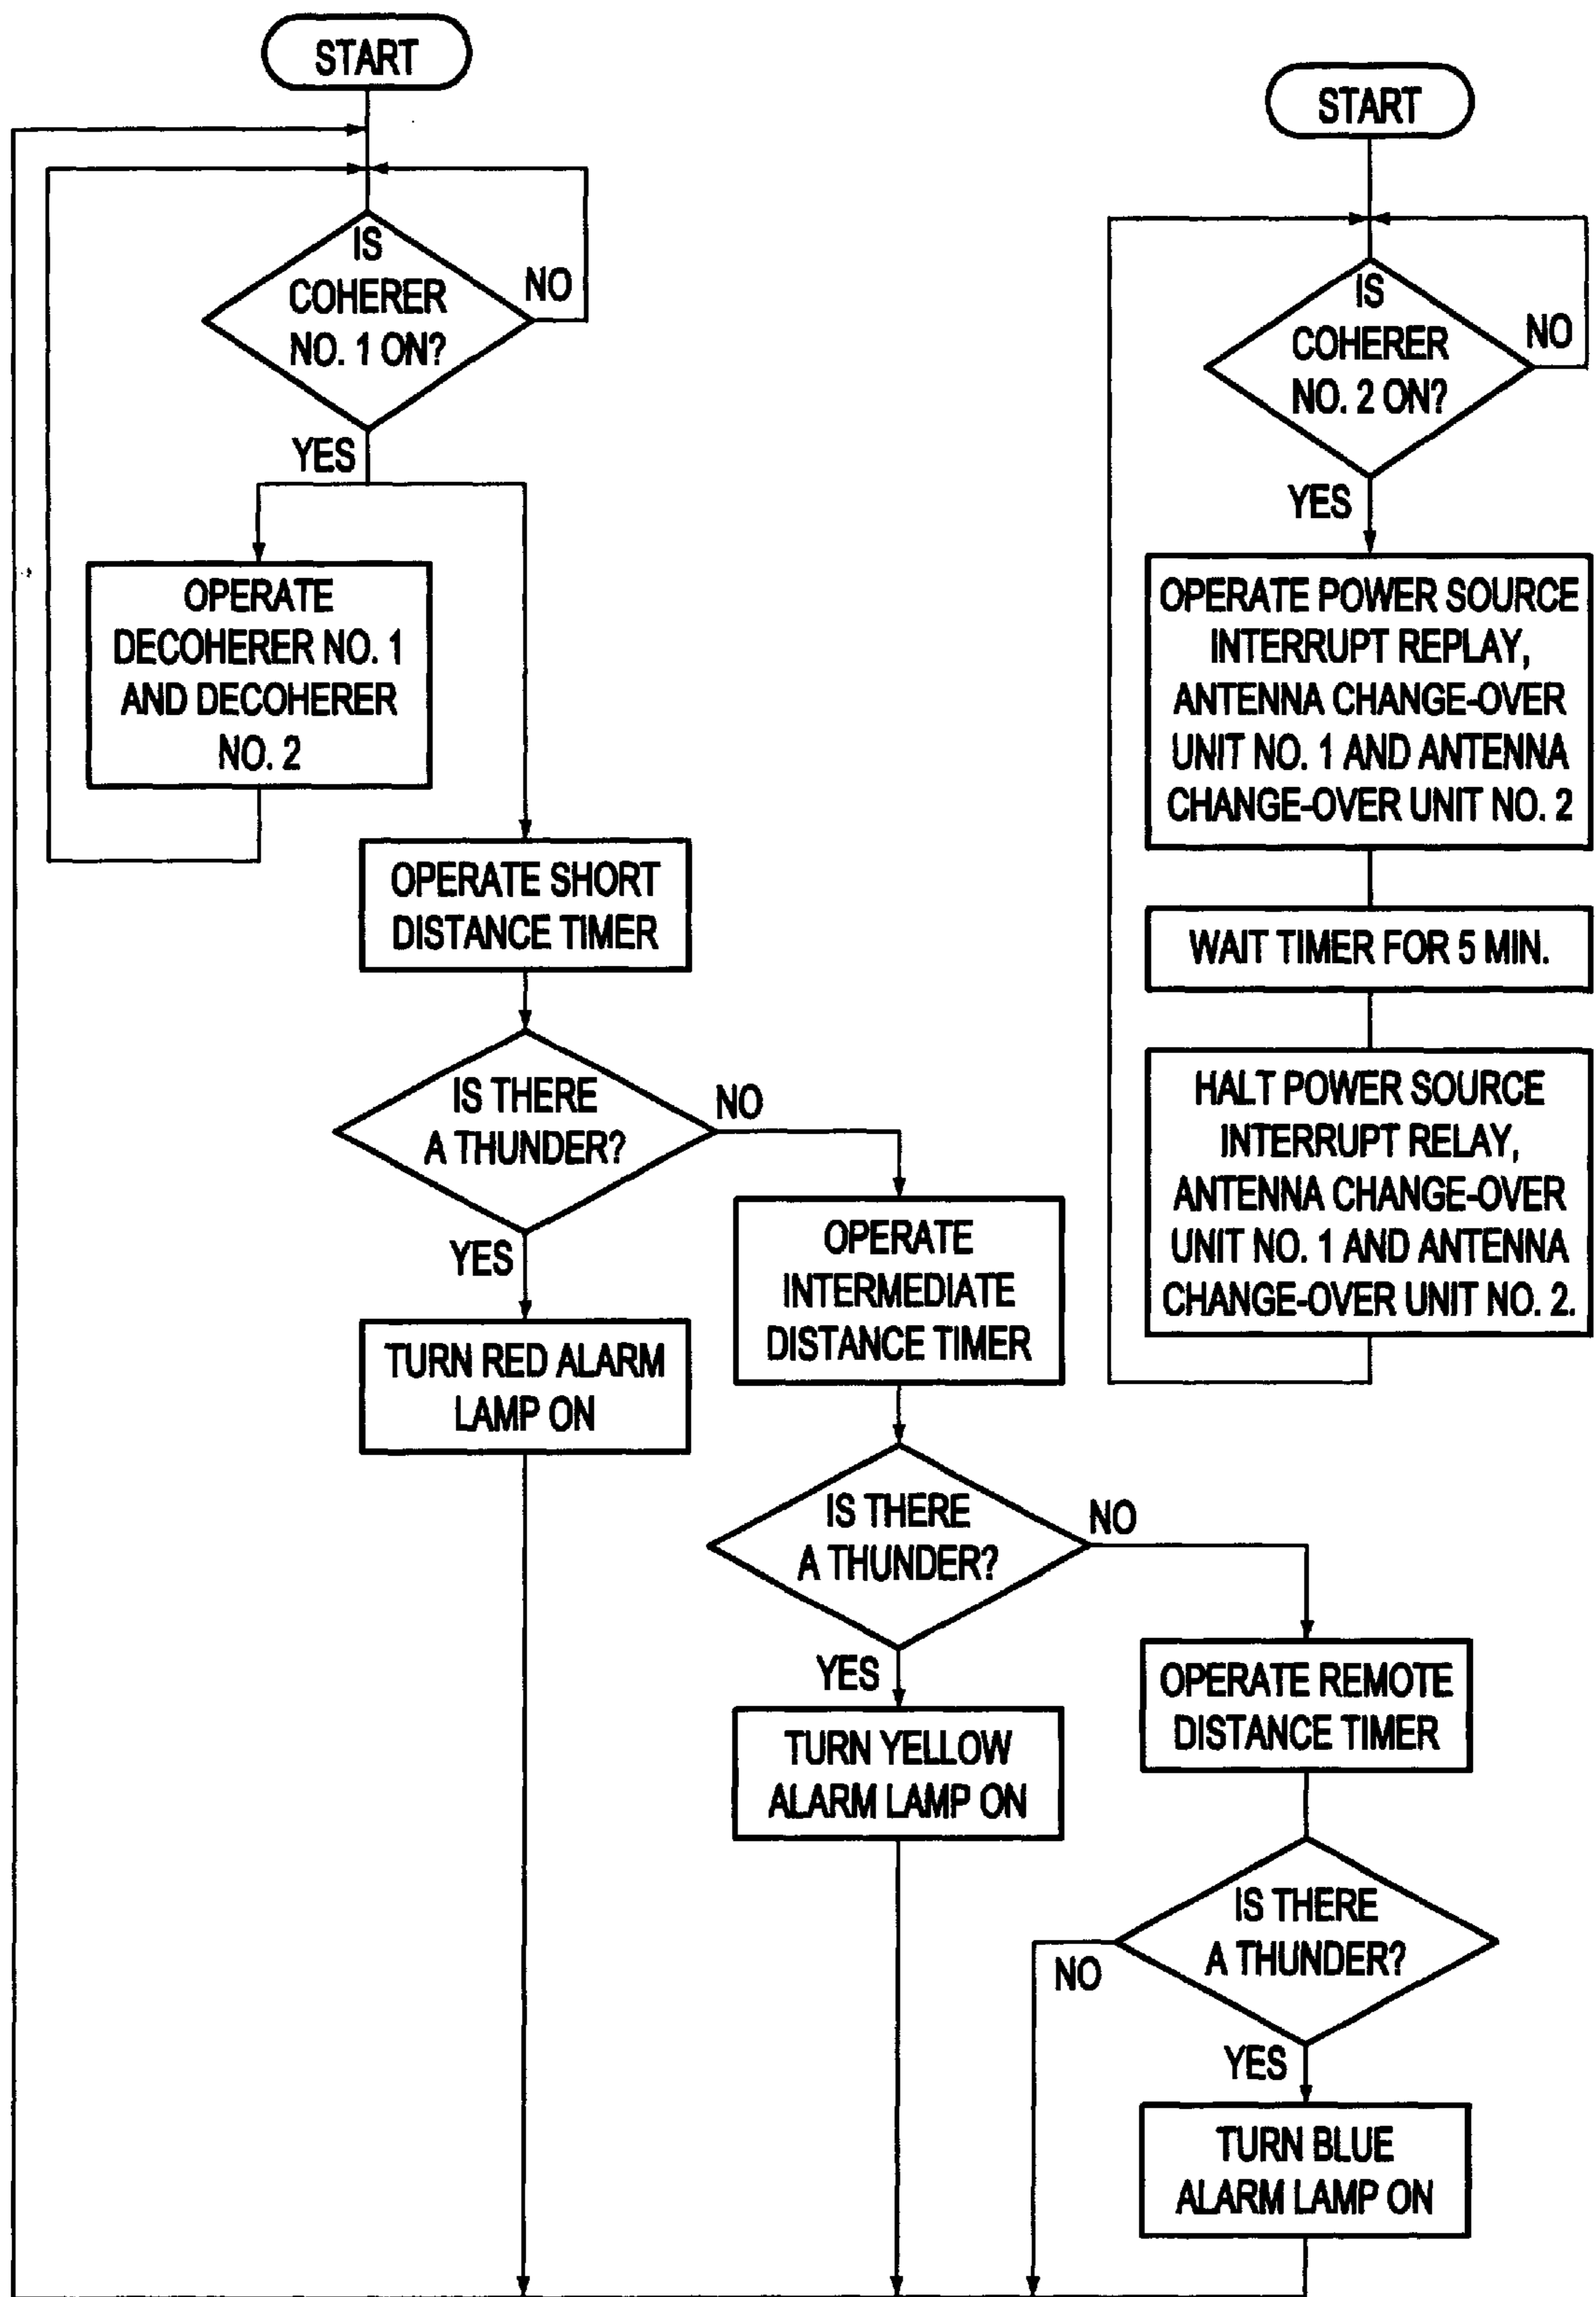 START
IS
COHERER
NO. 1 ON?
NO
YES
OPERATE
DECOHERER NO. 1
AND DECOHERER
NO. 2
OPERATE SHORT
DISTANCE TIMER
IS THERE
A THUNDER?
NO
YES
TURN RED ALARM
LAMP ON
OPERATE
INTERMEDIATE
DISTANCE TIMER
IS THERE
A THUNDER?
NO
YES
TURN YELLOW
ALARM LAMP ON
OPERATE REMOTE
DISTANCE TIMER
IS THERE
A THUNDER?
NO
YES
TURN BLUE
ALARM LAMP ON
START
IS
COHERER
NO. 2 ON?
NO
YES
OPERATE POWER SOURCE
INTERRUPT REPLAY,
ANTENNA CHANGE-OVER
UNIT NO. 1 AND ANTENNA
CHANGE-OVER UNIT NO. 2
WAIT TIMER FOR 5 MIN.
HALT POWER SOURCE
INTERRUPT RELAY,
ANTENNA CHANGE-OVER
UNIT NO. 1 AND ANTENNA
CHANGE-OVER UNIT NO. 2.